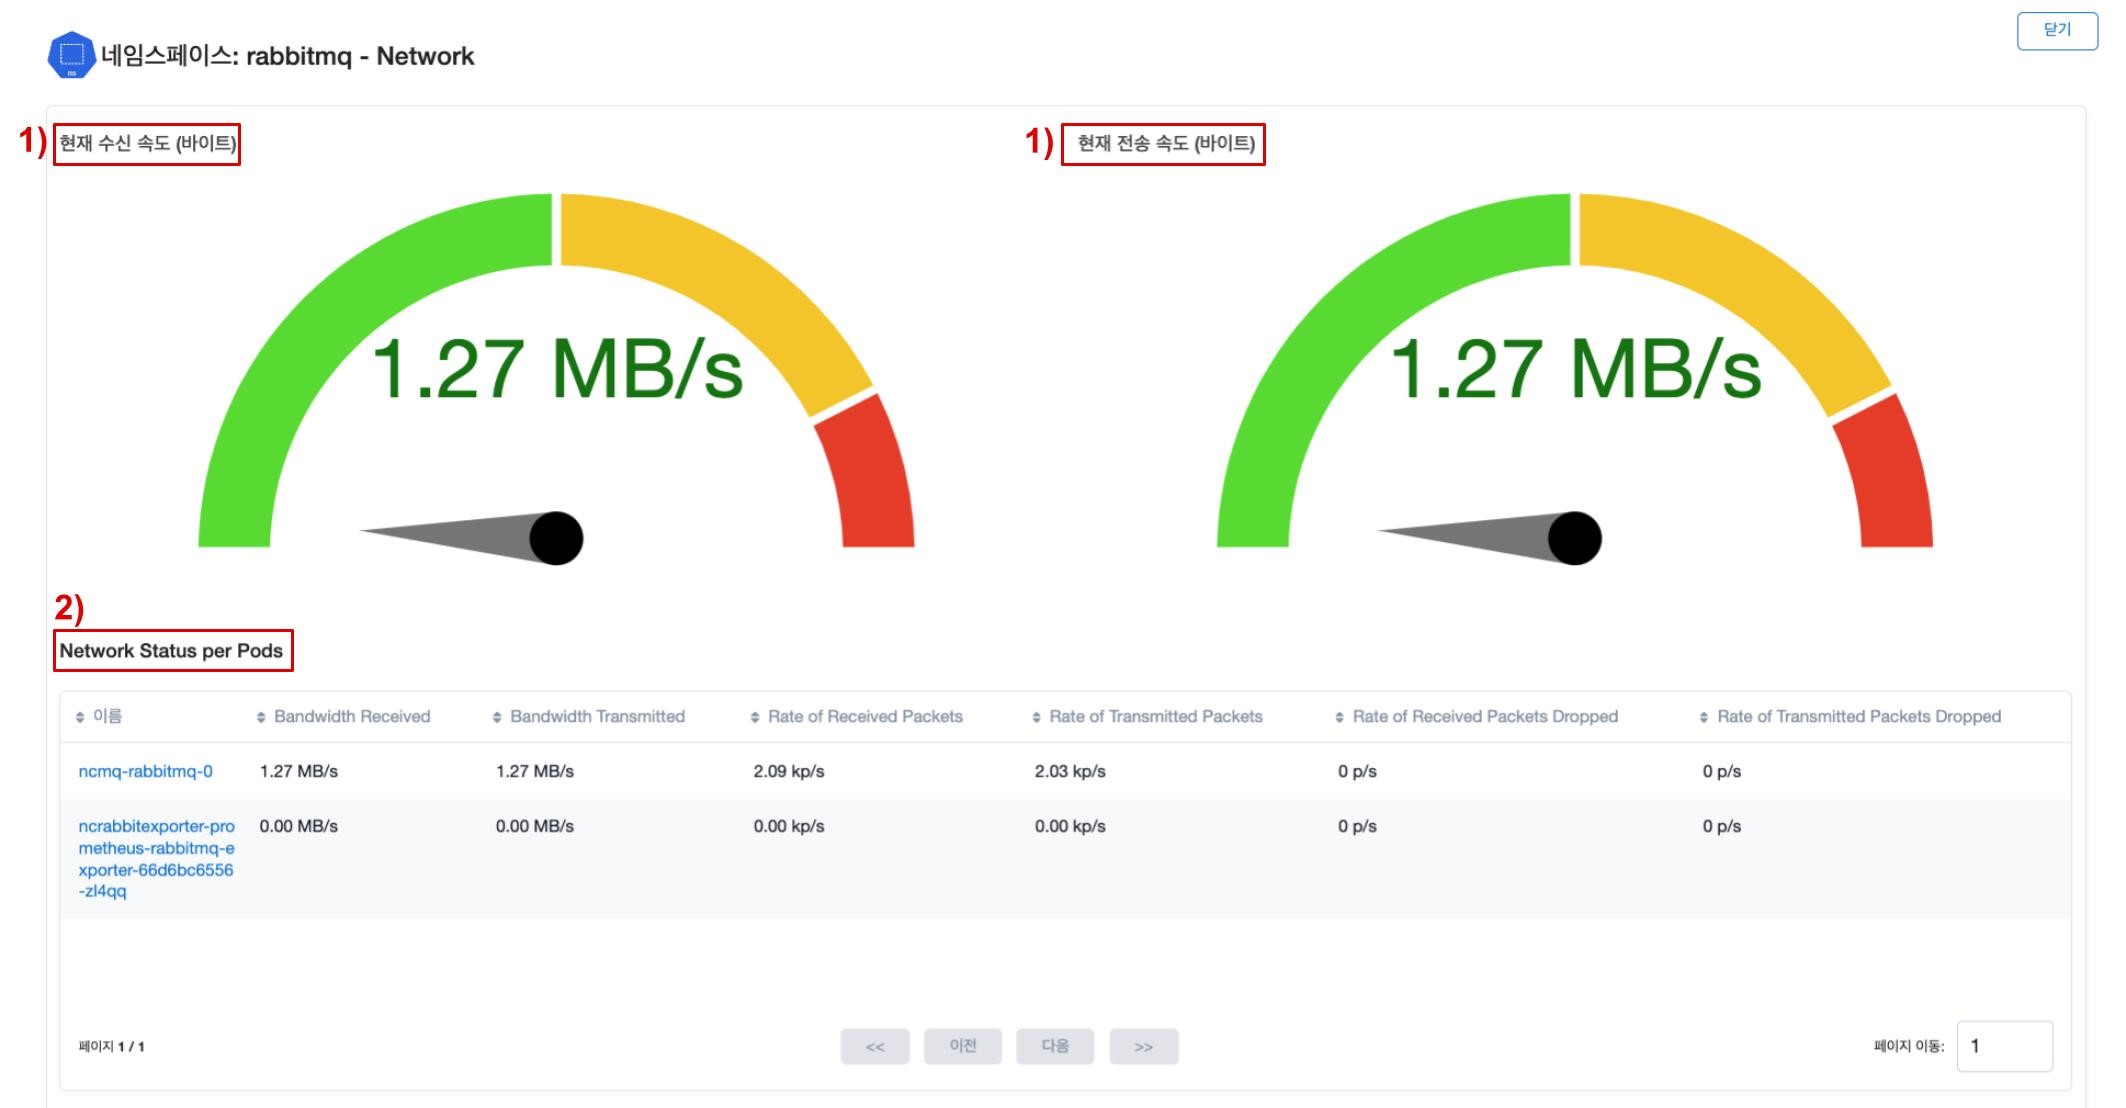 닫기
ns
네임스페이스: rabbitmq - Network
1) 현재 수신 속도 (바이트)
1) 현재 전송 속도 (바이트)
1.27 MB/s
1.27 MB/s
2)
Network Status per Pods
이름 Bandwidth Received Bandwidth Transmitted Rate of Received Packets Rate of Transmitted Packets Rate of Received Packets Dropped Rate of Transmitted Packets Dropped
ncmq-rabbitmq-0 1.27 MB/s 1.27 MB/s 2.09 kp/s 2.03 kp/s 0 p/s 0 p/s
ncrabbitexporter-pro 0.00 MB/s 0.00 MB/s 0.00 kp/s 0.00 kp/s 0 p/s 0 p/s
metheus-rabbitmq-e
xporter-66d6bc6556
-zl4qq
페이지 1 / 1 << 이전 다음 >> 페이지 이동: 1